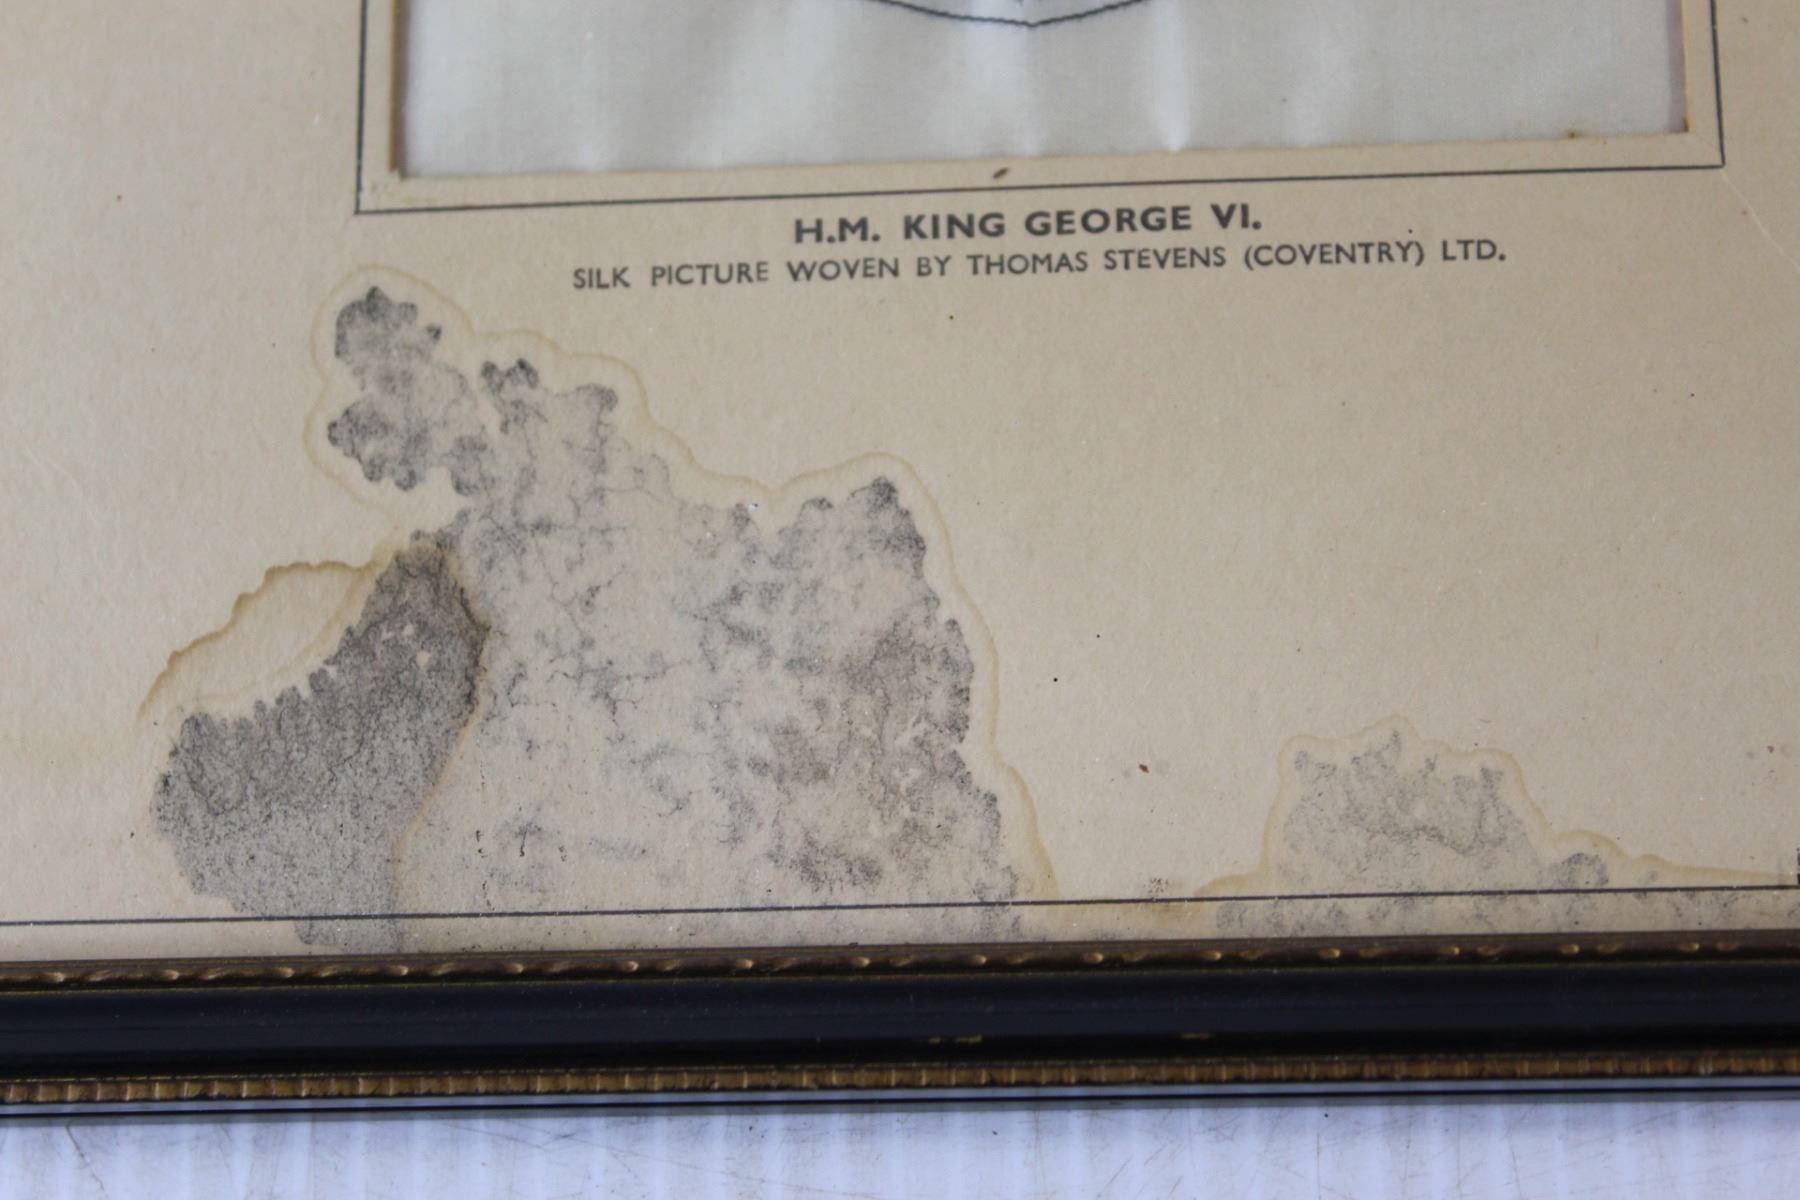 H.M. KING GEORGE VI.
SILK PICTURE WOVEN BY THOMAS STEVENS (COVENTRY) LTD.